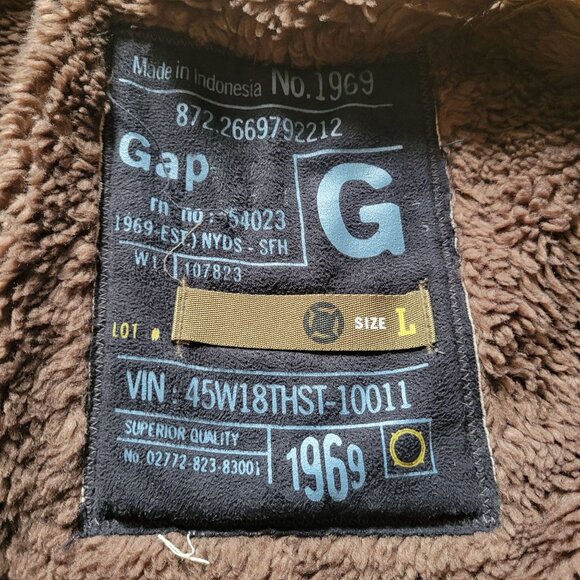 Made in Indonesia No.1969
872.2669792212
Gap
G
rn no: 54023
1969 EST.) NYDS - SFH
W1 107823
LOT #
SIZE L
VIN : 45W18THST-10011
SUPERIOR QUALITY
No. 02772-823-83001
1969